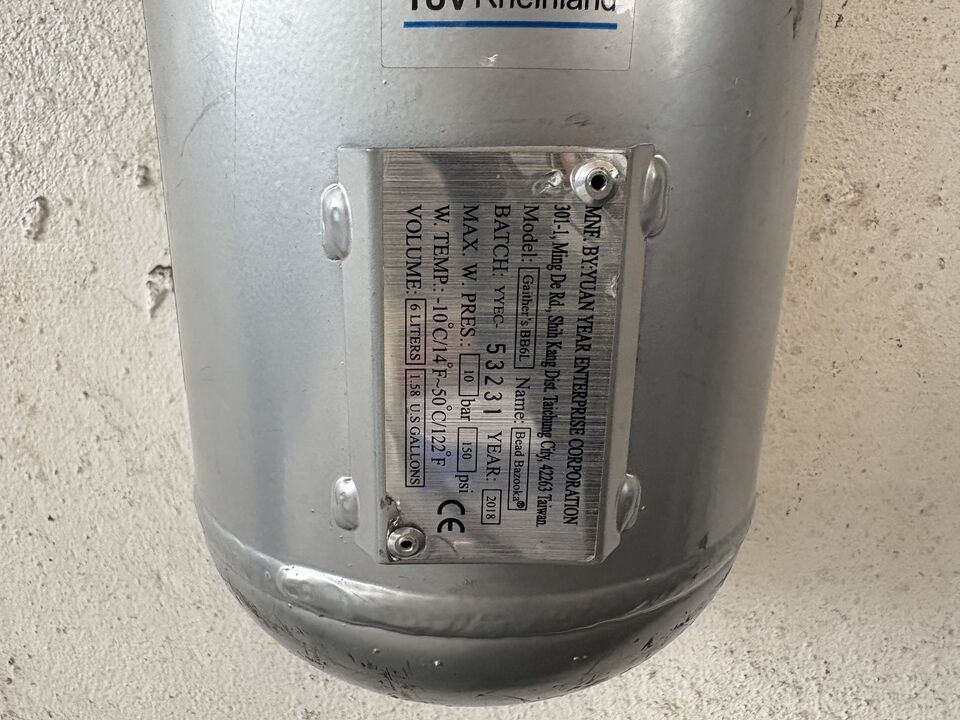 TÜV Rheinland
MNF. BY:YUAN YEAR ENTERPRISE CORPORATION
301-1, Ming De Rd., Shih Kang Dist. Taichung City, 42263 Taiwan.
Model: Gaither's BB6L Name: Bead Bazooka®
BATCH: YYEC- 53231 YEAR: 2018
MAX. W. PRES.: 10 bar 150 psi
W. TEMP.: -10°C/14°F~50°C/122°F
VOLUME: 6 LITERS 1.58 U.S GALLONS
CE